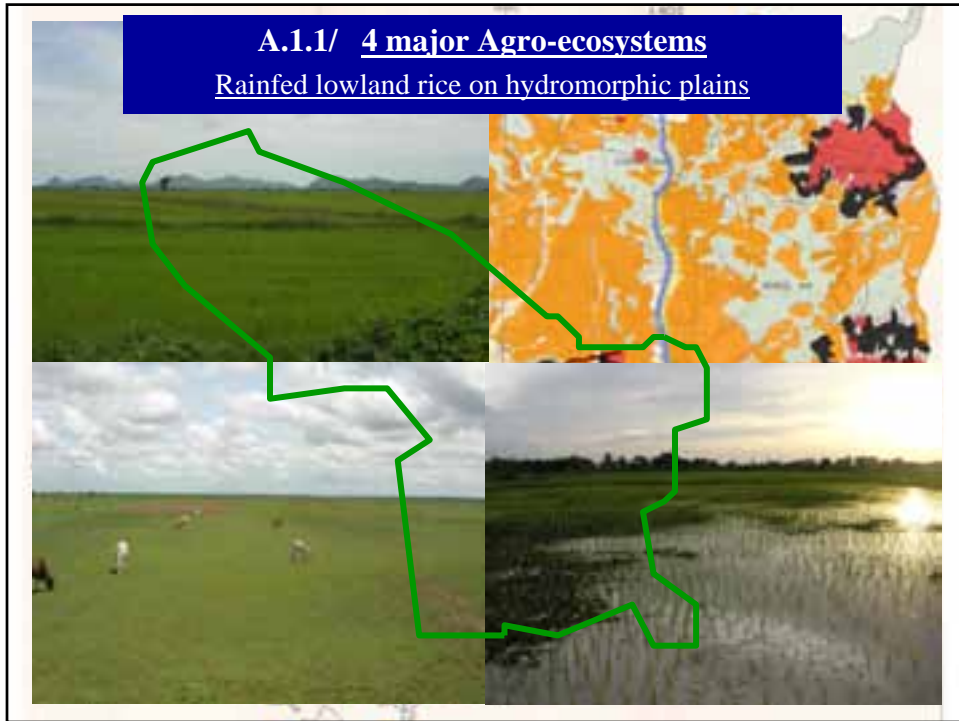 A.1.1/ 4 major Agro-ecosystems
Rainfed lowland rice on hydromorphic plains